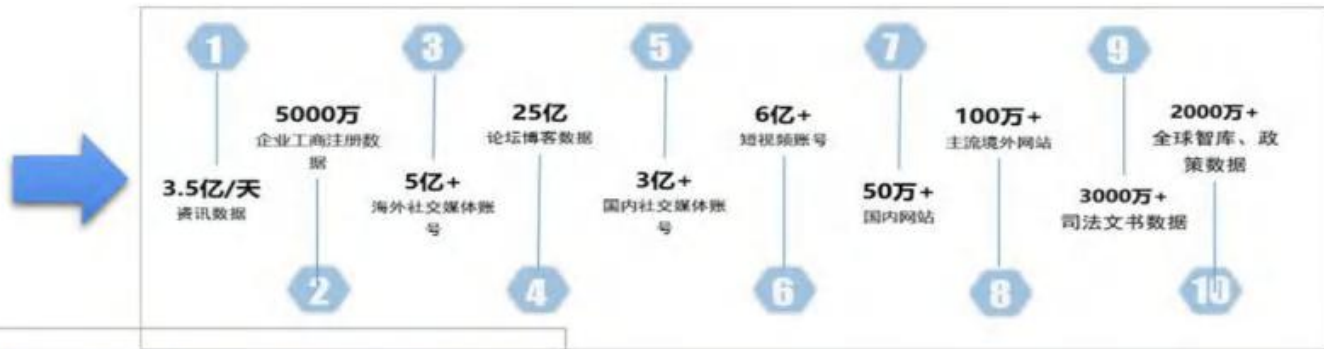 1
3.5亿/天
资讯数据
5000万
企业工商注册数
据
2
3
5亿+
海外社交媒体账
号
25亿
论坛博客数据
4
5
3亿+
国内社交媒体账
号
6亿+
短视频账号
6
7
50万+
国内网站
100万+
主流境外网站
8
9
3000万+
司法文书数据
2000万+
全球智库、政
策数据
10